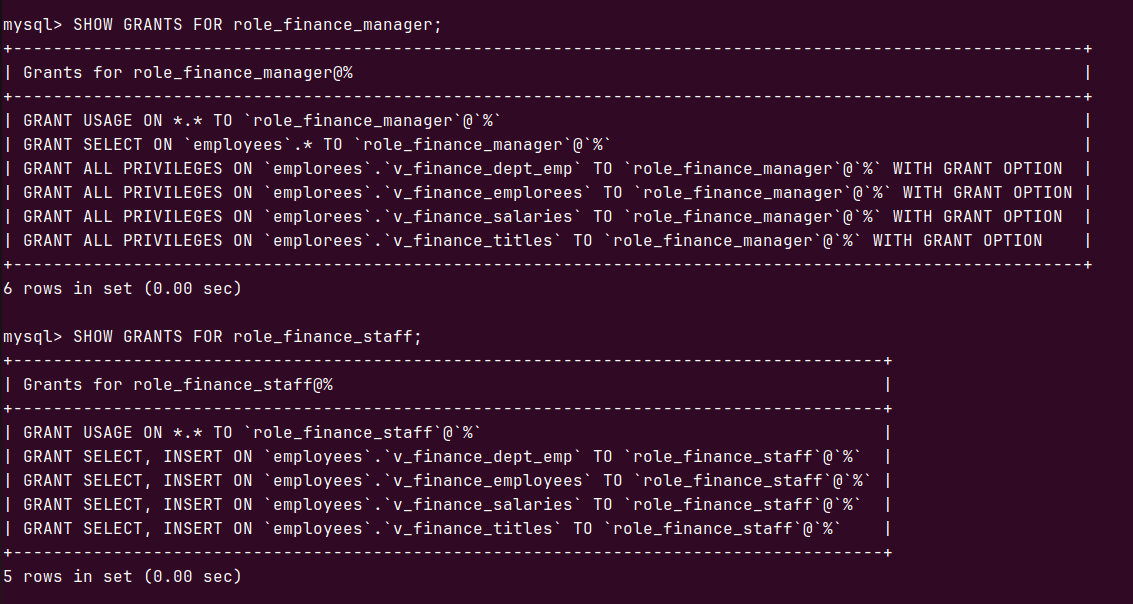 mysql> SHOW GRANTS FOR role_finance_manager;
+-----------------------------------------------------------------------------------------------------------+
| Grants for role_finance_manager@%                                                                         |
+-----------------------------------------------------------------------------------------------------------+
| GRANT USAGE ON *.* TO `role_finance_manager`@`%`                                                          |
| GRANT SELECT ON `employees`.* TO `role_finance_manager`@`%`                                               |
| GRANT ALL PRIVILEGES ON `emplorees`.`v_finance_dept_emp` TO `role_finance_manager`@`%` WITH GRANT OPTION  |
| GRANT ALL PRIVILEGES ON `emplorees`.`v_finance_emplorees` TO `role_finance_manager`@`%` WITH GRANT OPTION |
| GRANT ALL PRIVILEGES ON `emplorees`.`v_finance_salaries` TO `role_finance_manager`@`%` WITH GRANT OPTION  |
| GRANT ALL PRIVILEGES ON `emplorees`.`v_finance_titles` TO `role_finance_manager`@`%` WITH GRANT OPTION    |
+-----------------------------------------------------------------------------------------------------------+
6 rows in set (0.00 sec)
mysql> SHOW GRANTS FOR role_finance_staff;
+---------------------------------------------------------------------------------------+
| Grants for role_finance_staff@%                                                       |
+---------------------------------------------------------------------------------------+
| GRANT USAGE ON *.* TO `role_finance_staff`@`%`                                        |
| GRANT SELECT, INSERT ON `employees`.`v_finance_dept_emp` TO `role_finance_staff`@`%`  |
| GRANT SELECT, INSERT ON `employees`.`v_finance_employees` TO `role_finance_staff`@`%` |
| GRANT SELECT, INSERT ON `employees`.`v_finance_salaries` TO `role_finance_staff`@`%`  |
| GRANT SELECT, INSERT ON `employees`.`v_finance_titles` TO `role_finance_staff`@`%`    |
+---------------------------------------------------------------------------------------+
5 rows in set (0.00 sec)